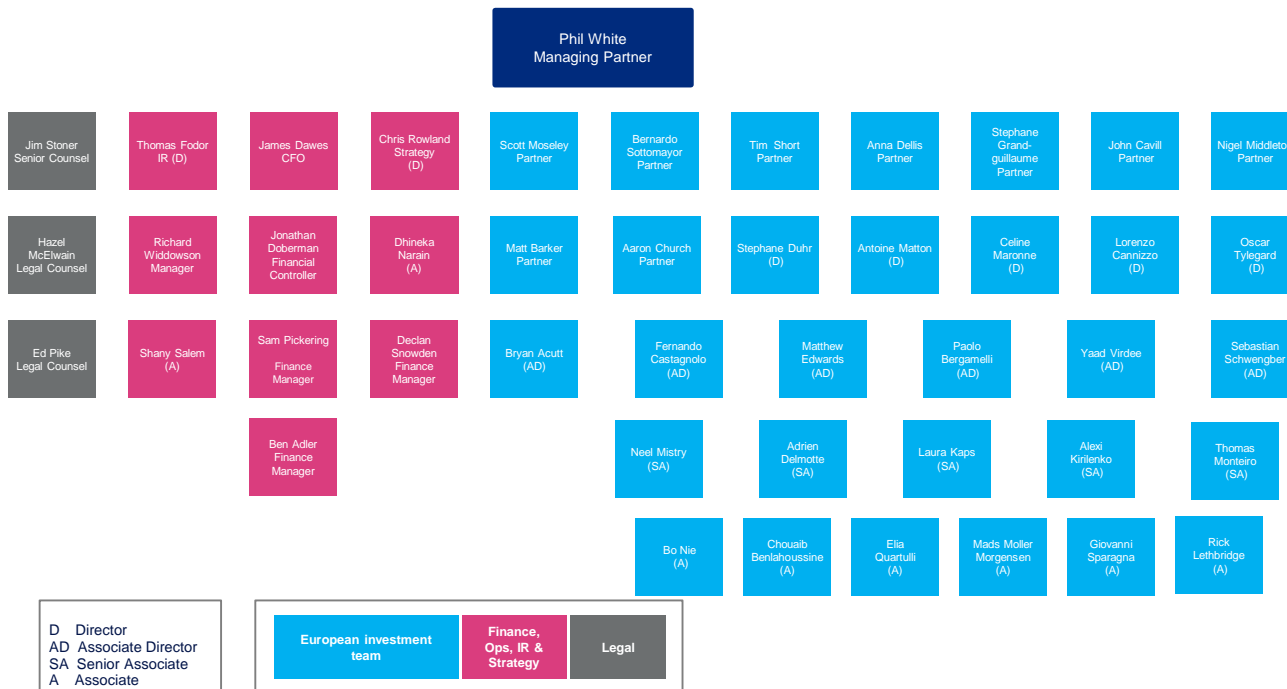 Phil White
Managing Partner
Jim Stoner
Senior Counsel
Thomas Fodor
IR (D)
James Dawes
CFO
Chris Rowland
Strategy
(D)
Scott Moseley
Partner
Bernardo
Sottomayor
Partner
Tim Short
Partner
Anna Dellis
Partner
Stephane
Grand-
guillaume
Partner
John Cavill
Partner
Nigel Middleto
Partner
Hazel
McElwain
Legal Counsel
Richard
Widdowson
Manager
Jonathan
Doberman
Financial
Controller
Dhineka
Narain
(A)
Matt Barker
Partner
Aaron Church
Partner
Stephane Duhr
(D)
Antoine Matton
(D)
Celine
Maronne
(D)
Lorenzo
Cannizzo
(D)
Oscar
Tylegard
(D)
Ed Pike
Legal Counsel
Shany Salem
(A)
Sam Pickering
Finance
Manager
Declan
Snowden
Finance
Manager
Bryan Acutt
(AD)
Fernando
Castagnolo
(AD)
Matthew
Edwards
(AD)
Paolo
Bergamelli
(AD)
Yaad Virdee
(AD)
Sebastian
Schwengber
(AD)
Ben Adler
Finance
Manager
Neel Mistry
(SA)
Adrien
Delmotte
(SA)
Laura Kaps
(SA)
Alexi
Kirilenko
(SA)
Thomas
Monteiro
(SA)
Bo Nie
(A)
Chouaib
Benlahoussine
(A)
Elia
Quartulli
(A)
Mads Moller
Morgensen
(A)
Giovanni
Sparagna
(A)
Rick
Lethbridge
(A)
D Director
AD Associate Director
SA Senior Associate
A Associate
European investment
team
Finance,
Ops, IR &
Strategy
Legal